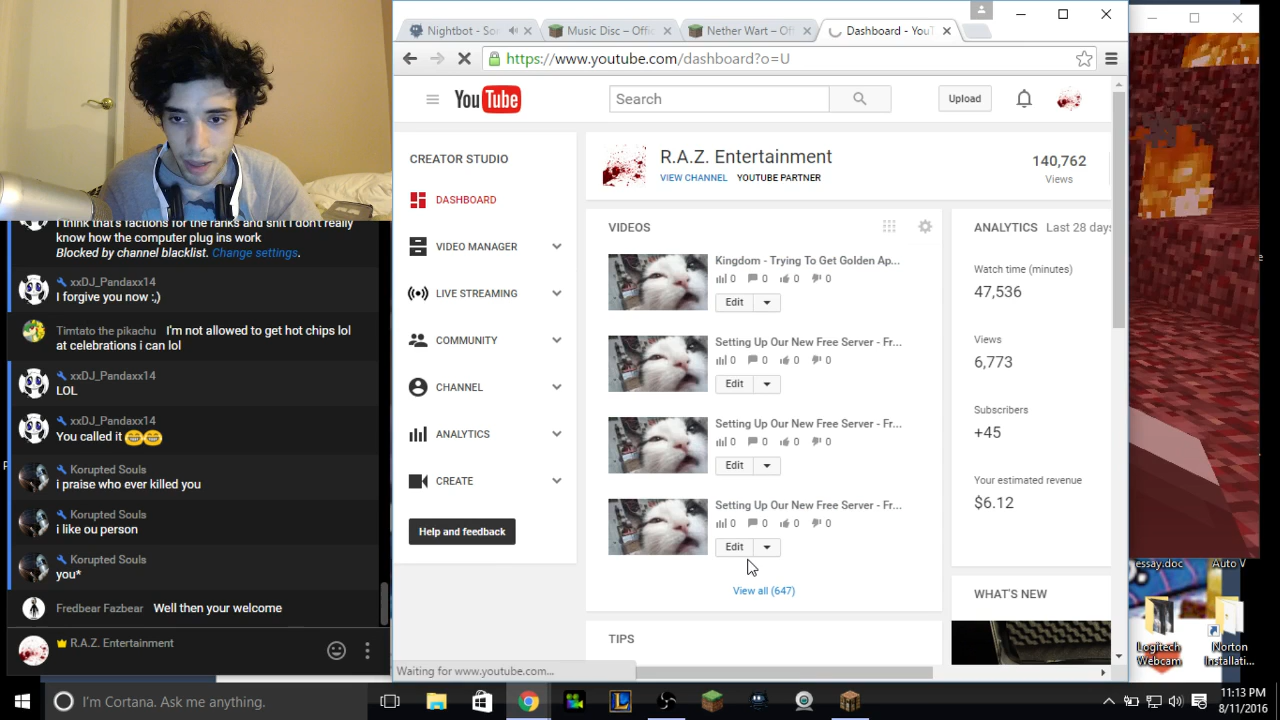 Nightbot - So
Music Disc – Offic
Nether Wart – Offi
Dashboard - YouT
https://www.youtube.com/dashboard?o=U
YouTube
Search
Upload
CREATOR STUDIO
DASHBOARD
VIDEO MANAGER
LIVE STREAMING
COMMUNITY
CHANNEL
ANALYTICS
CREATE
Help and feedback
R.A.Z. Entertainment
VIEW CHANNEL YOUTUBE PARTNER
140,762
Views
VIDEOS
Kingdom - Trying To Get Golden Ap...
0 0 0 0
Edit
Setting Up Our New Free Server - Fr...
0 0 0 0
Edit
Setting Up Our New Free Server - Fr...
0 0 0 0
Edit
Setting Up Our New Free Server - Fr...
0 0 0 0
Edit
View all (647)
TIPS
ANALYTICS Last 28 days
Watch time (minutes)
47,536
Views
6,773
Subscribers
+45
Your estimated revenue
$6.12
WHAT'S NEW
Waiting for www.youtube.com...
I think that's factions for the ranks and shit I don't really
know how the computer plug ins work
Blocked by channel blacklist. Change settings.
xxDJ_Pandaxx14
I forgive you now :,)
Timtato the pikachu I'm not allowed to get hot chips lol
at celebrations i can lol
xxDJ_Pandaxx14
LOL
xxDJ_Pandaxx14
You called it 😂😂
Korupted Souls
i praise who ever killed you
Korupted Souls
i like ou person
Korupted Souls
you*
Fredbear Fazbear Well then your welcome
R.A.Z. Entertainment
essay.doc
Auto V
Logitech
Webcam
Norton
Installati...
I'm Cortana. Ask me anything.
11:13 PM
8/11/2016